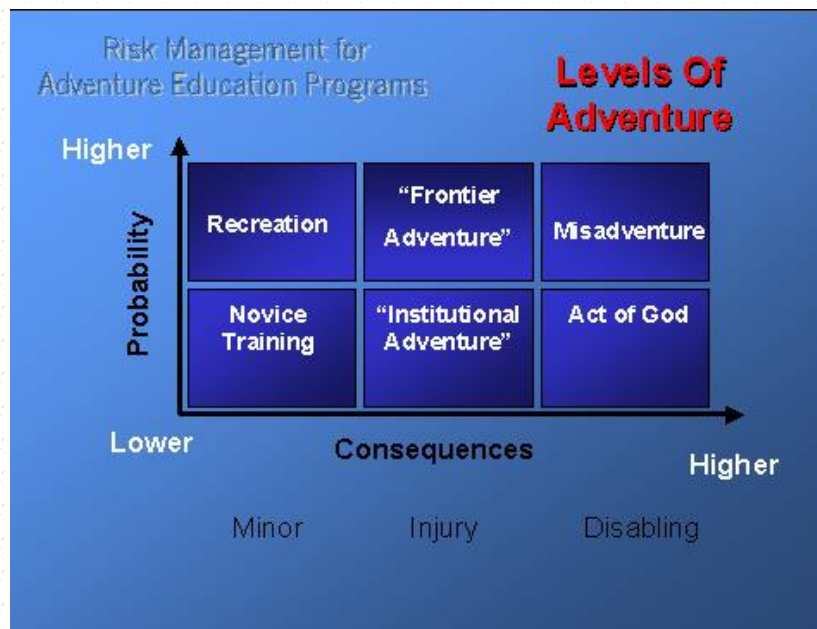 Risk Management for
Adventure Education Programs
Levels Of
Adventure
Higher
Probability
Recreation
“Frontier
Adventure”
Misadventure
Novice
Training
“Institutional
Adventure”
Act of God
Lower
Consequences
Higher
Minor
Injury
Disabling